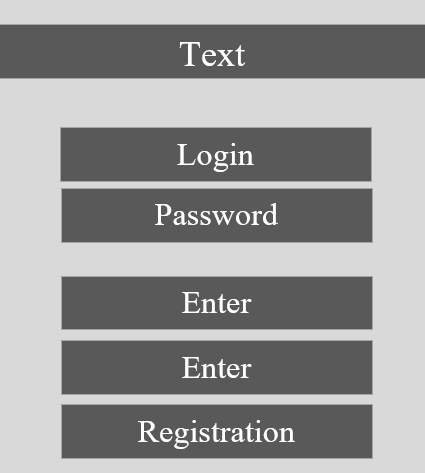 Text
Login
Password
Enter
Enter
Registration